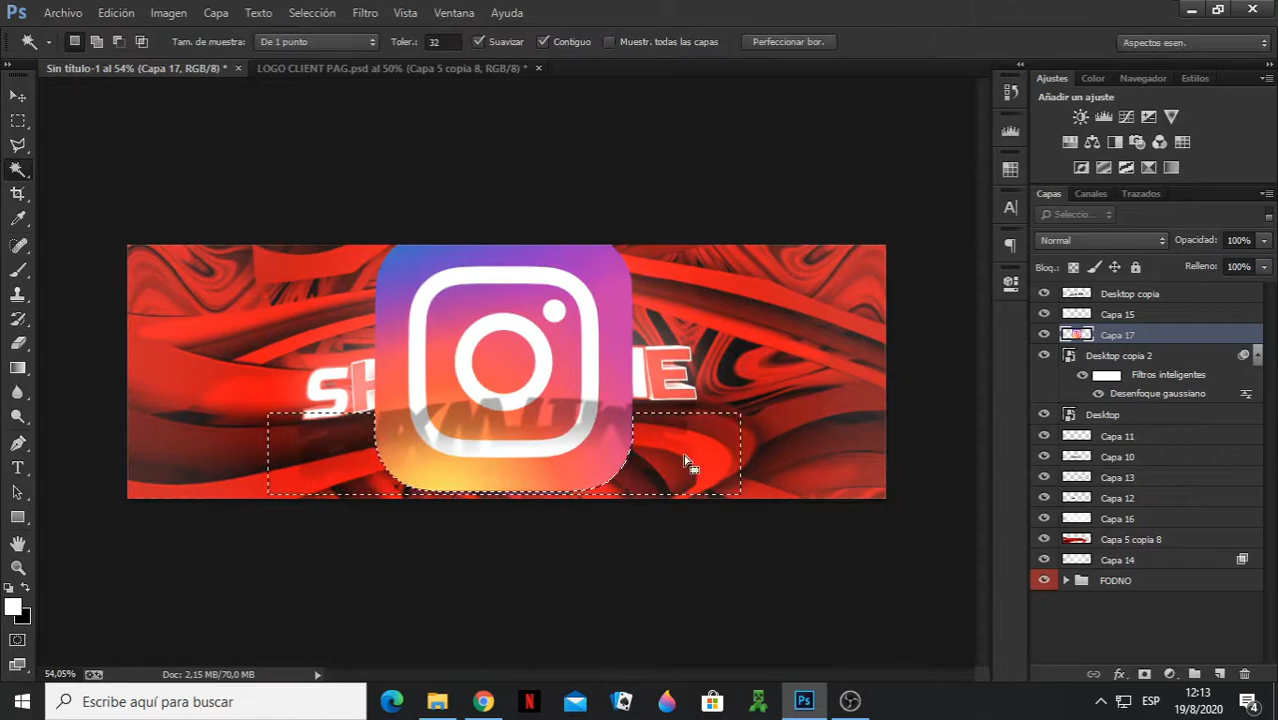 Ps Archivo Edición Imagen Capa Texto Selección Filtro Vista Ventana Ayuda
Tam. de muestra: De 1 punto Toler.: 32 Suavizar Contiguo Muestr. todas las capas Perfeccionar bor. Aspectos esen.
Sin título-1 al 54% (Capa 17, RGB/8) * LOGO CLIENT PAG.psd al 50% (Capa 5 copia 8, RGB/8) *
Ajustes Color Navegador Estilos
Añadir un ajuste
Capas Canales Trazados
Selecció...
Normal Opacidad: 100%
Bloq.: Relleno: 100%
Desktop copia
Capa 15
Capa 17
Desktop copia 2
Filtros inteligentes
Desenfoque gaussiano
Desktop
Capa 11
Capa 10
Capa 13
Capa 12
Capa 16
Capa 5 copia 8
Capa 14
FODNO
54,05% Doc: 2,15 MB/70,0 MB
Escribe aquí para buscar
ESP
12:13
19/8/2020
4